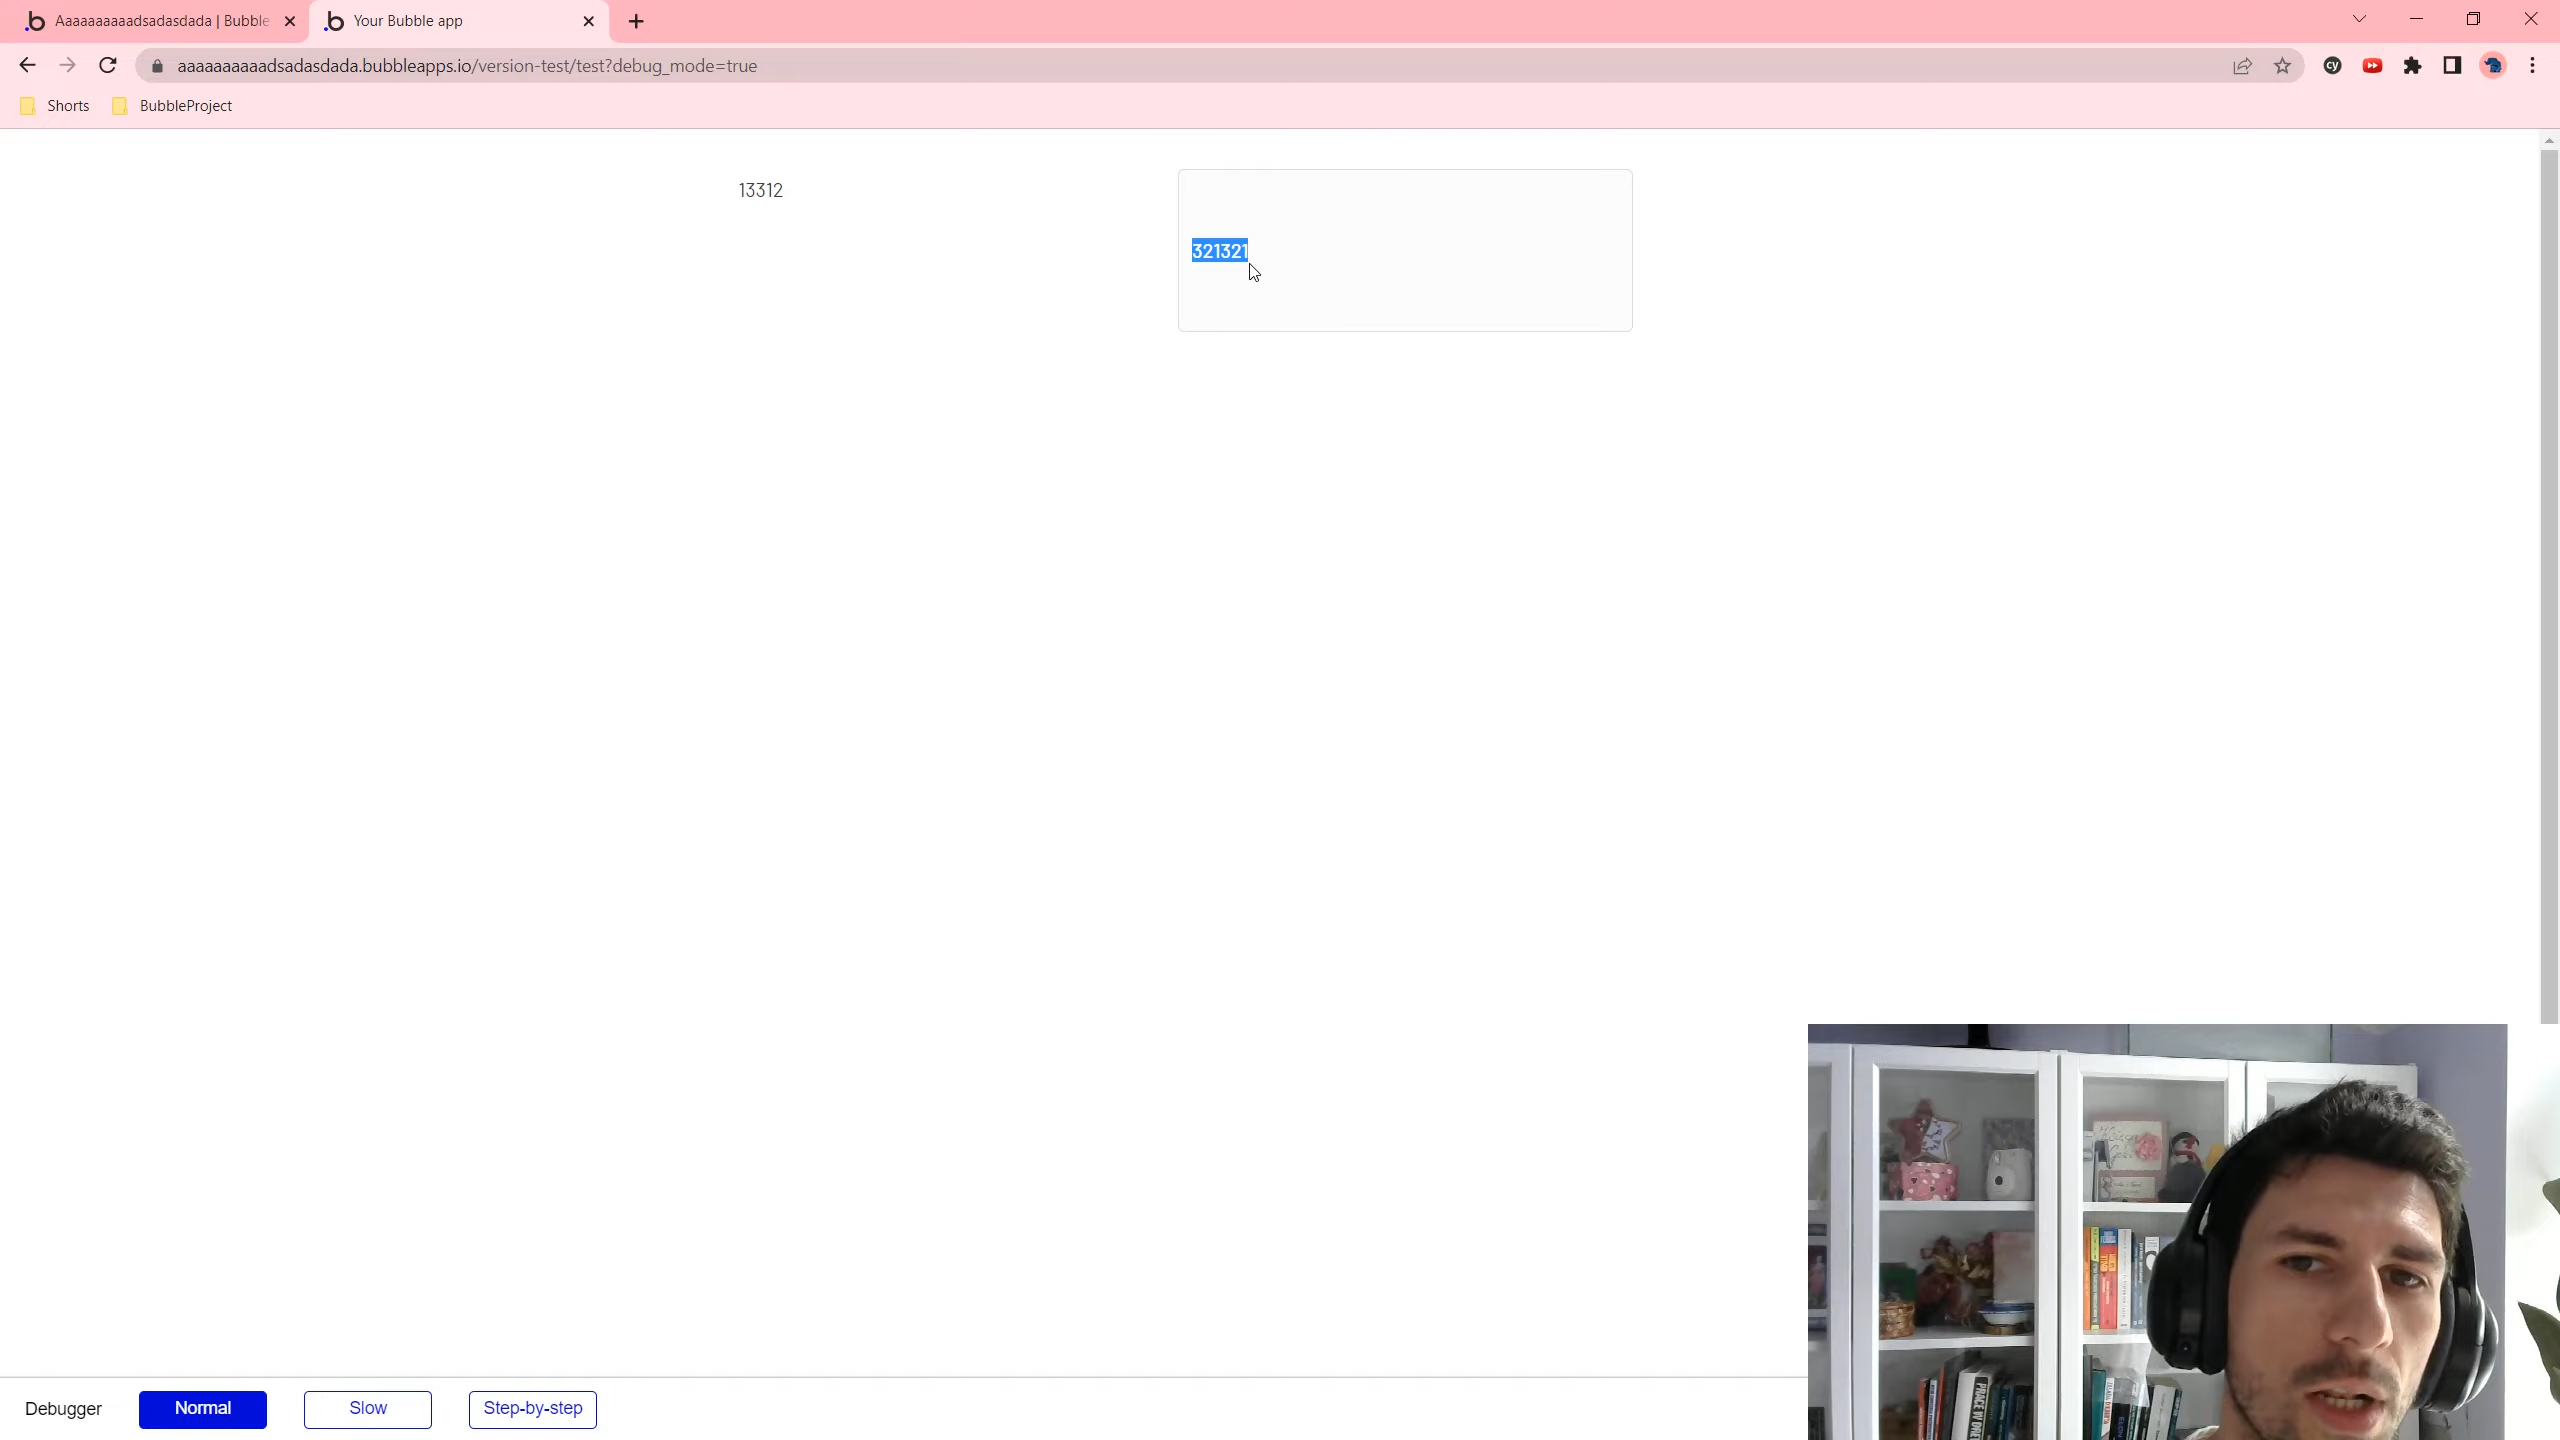 Aaaaaaaaaadsadasdada | Bubble
Your Bubble app
aaaaaaaaaadsadasdada.bubbleapps.io/version-test/test?debug_mode=true
Shorts
BubbleProject
13312
321321
Debugger
Normal
Slow
Step-by-step